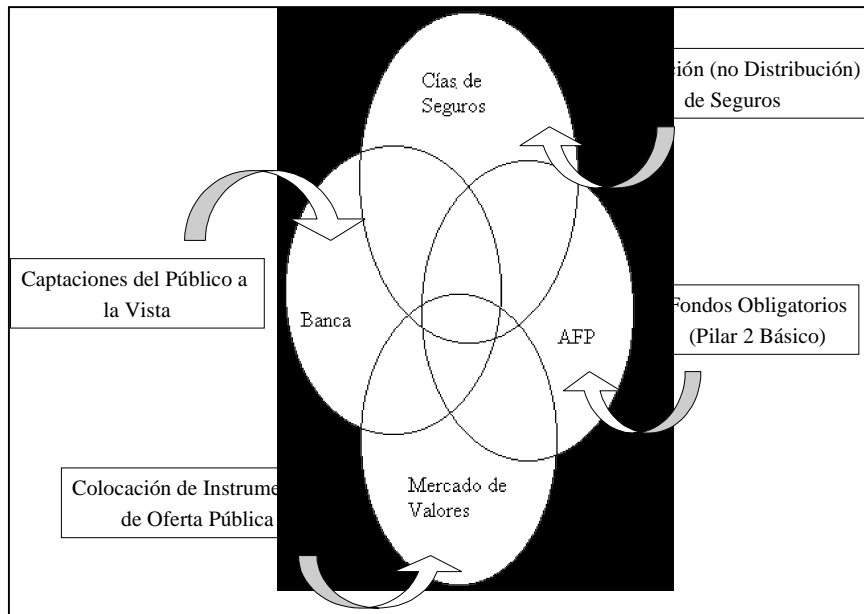 Cías de
Seguros
ción (no Distribución)
de Seguros
Captaciones del Público a
la Vista
Banca
AFP
Fondos Obligatorios
(Pilar 2 Básico)
Colocación de Instrume
de Oferta Pública
Mercado de
Valores